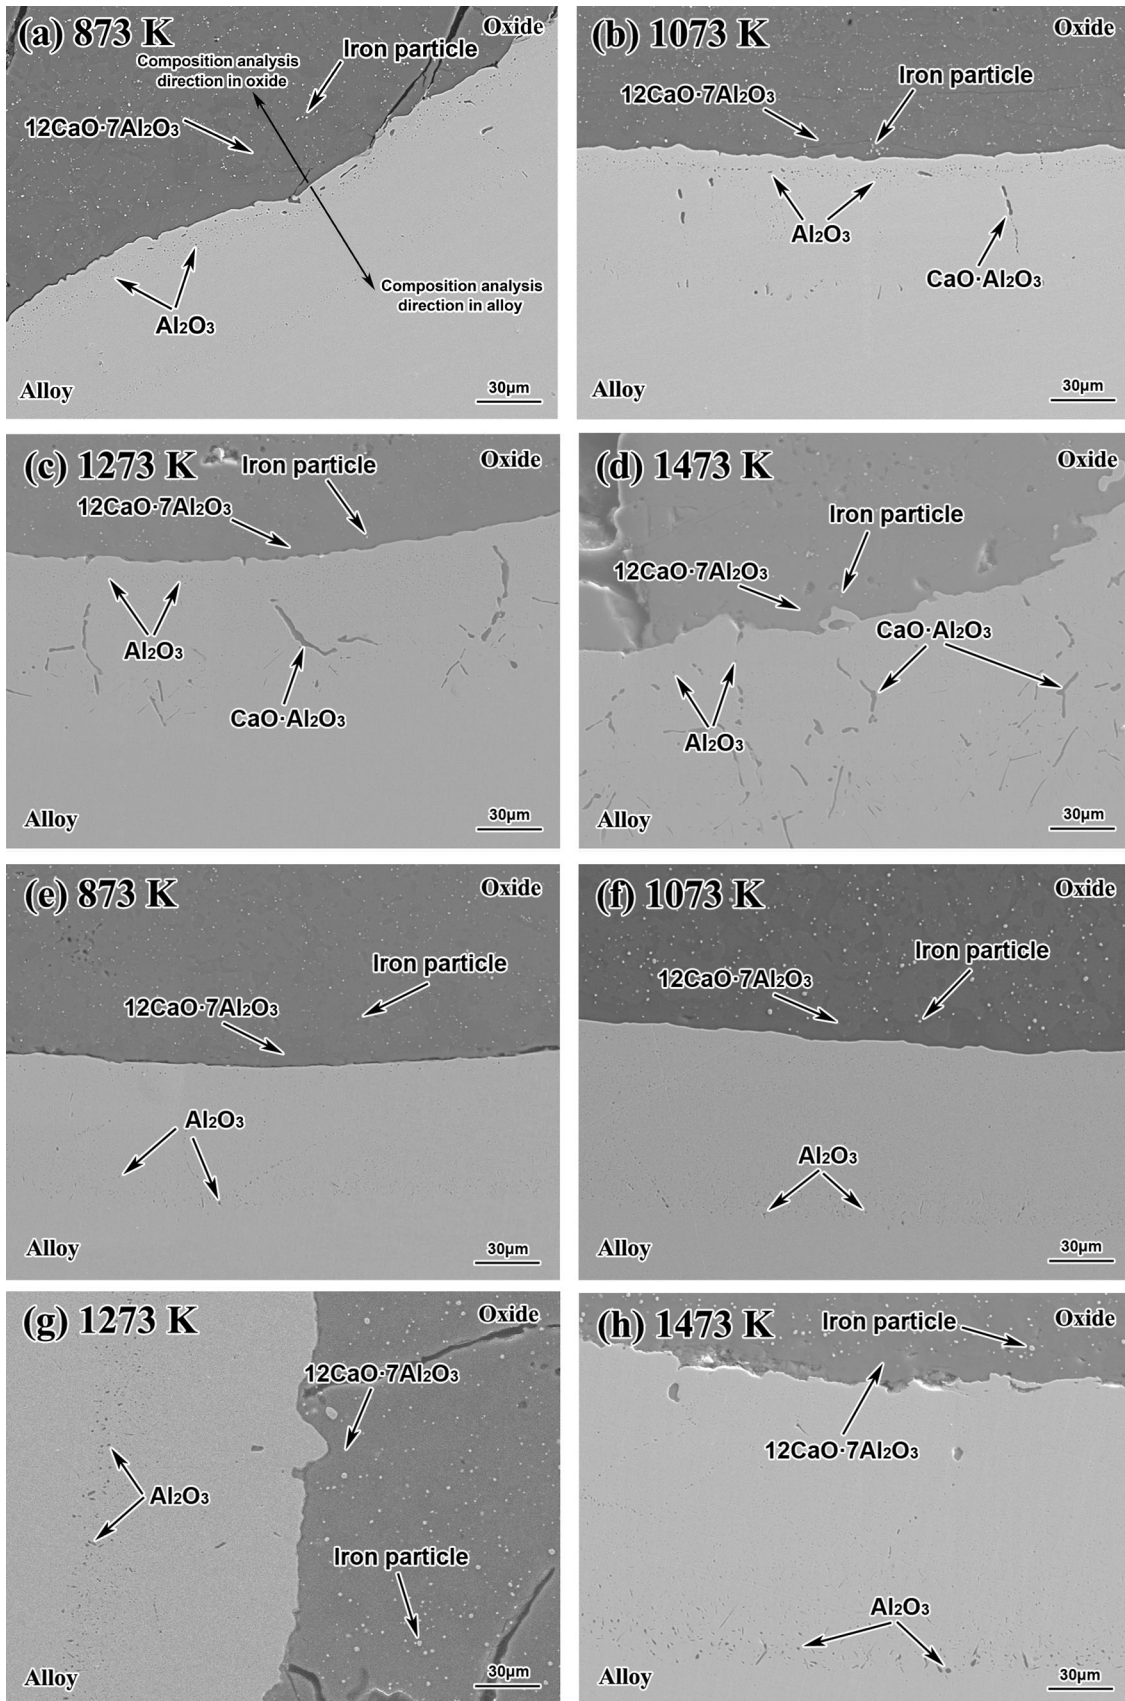 (a) 873 K
Oxide
Iron particle
Composition analysis
direction in oxide
12CaO·7Al₂O₃
Composition analysis
direction in alloy
Al₂O₃
Alloy
30μm
(b) 1073 K
Oxide
Iron particle
12CaO·7Al₂O₃
Al₂O₃
CaO·Al₂O₃
Alloy
30μm
(c) 1273 K
Oxide
Iron particle
12CaO·7Al₂O₃
Al₂O₃
CaO·Al₂O₃
Alloy
30μm
(d) 1473 K
Oxide
Iron particle
12CaO·7Al₂O₃
CaO·Al₂O₃
Al₂O₃
Alloy
30μm
(e) 873 K
Oxide
Iron particle
12CaO·7Al₂O₃
Al₂O₃
Alloy
30μm
(f) 1073 K
Oxide
Iron particle
12CaO·7Al₂O₃
Al₂O₃
Alloy
30μm
(g) 1273 K
Oxide
12CaO·7Al₂O₃
Al₂O₃
Iron particle
Alloy
30μm
(h) 1473 K
Oxide
Iron particle
12CaO·7Al₂O₃
Al₂O₃
Alloy
30μm